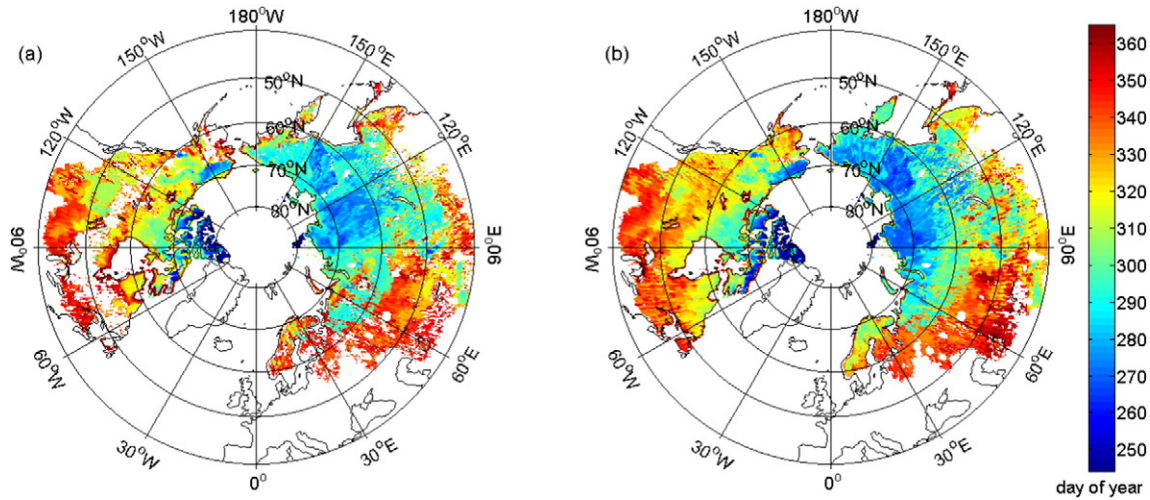 (a)
180°W
150°W
150°E
120°W
120°E
50°N
60°N
70°N
80°N
90°W
90°E
60°W
60°E
30°W
30°E
0°
(b)
180°W
150°W
150°E
120°W
120°E
50°N
60°N
70°N
80°N
90°W
90°E
60°W
60°E
30°W
30°E
0°
360
350
340
330
320
310
300
290
280
270
260
250
day of year